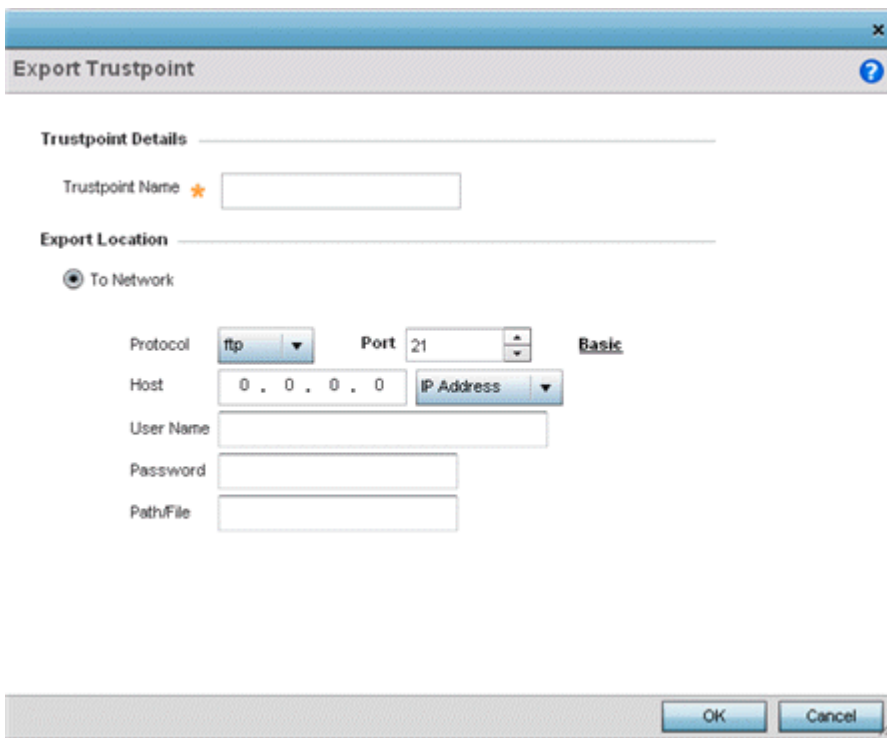 Export Trustpoint
Trustpoint Details
Trustpoint Name *
Export Location
To Network
Protocol ftp Port 21 Basic
Host 0 . 0 . 0 . 0 IP Address
User Name
Password
Path/File
OK Cancel